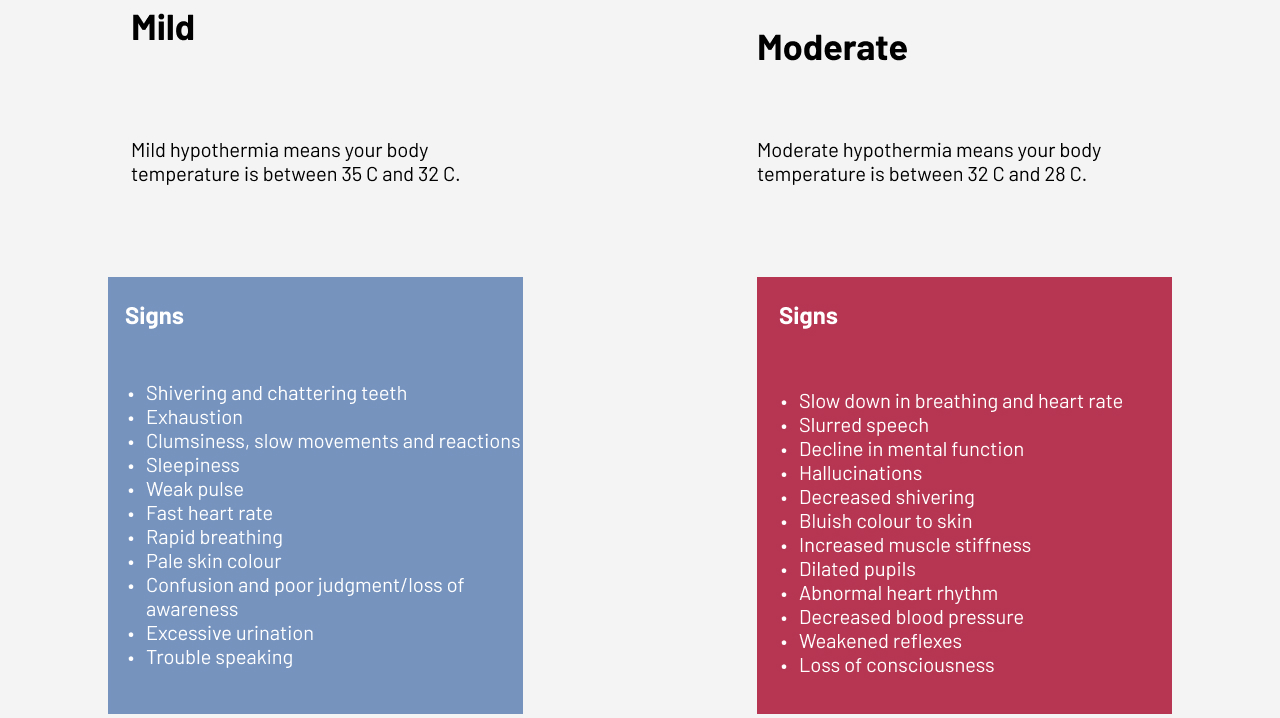 Mild
Mild hypothermia means your body
temperature is between 35 C and 32 C.
Signs
• Shivering and chattering teeth
• Exhaustion
• Clumsiness, slow movements and reactions
• Sleepiness
• Weak pulse
• Fast heart rate
• Rapid breathing
• Pale skin colour
• Confusion and poor judgment/loss of
awareness
• Excessive urination
• Trouble speaking
Moderate
Moderate hypothermia means your body
temperature is between 32 C and 28 C.
Signs
• Slow down in breathing and heart rate
• Slurred speech
• Decline in mental function
• Hallucinations
• Decreased shivering
• Bluish colour to skin
• Increased muscle stiffness
• Dilated pupils
• Abnormal heart rhythm
• Decreased blood pressure
• Weakened reflexes
• Loss of consciousness